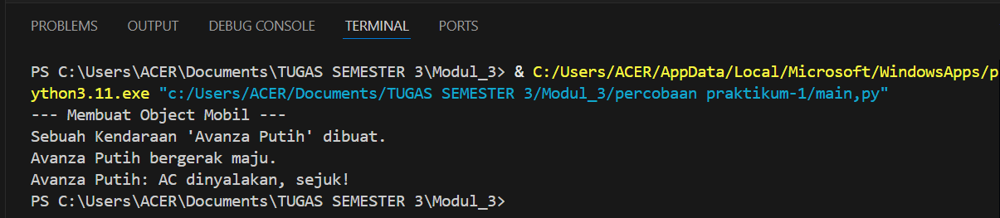 PROBLEMS OUTPUT DEBUG CONSOLE TERMINAL PORTS
PS C:\Users\ACER\Documents\TUGAS SEMESTER 3\Modul_3> & C:/Users/ACER/AppData/Local/Microsoft/WindowsApps/p
ython3.11.exe "c:/Users/ACER/Documents/TUGAS SEMESTER 3/Modul_3/percobaan praktikum-1/main,py"
--- Membuat Object Mobil ---
Sebuah Kendaraan 'Avanza Putih' dibuat.
Avanza Putih bergerak maju.
Avanza Putih: AC dinyalakan, sejuk!
PS C:\Users\ACER\Documents\TUGAS SEMESTER 3\Modul_3>